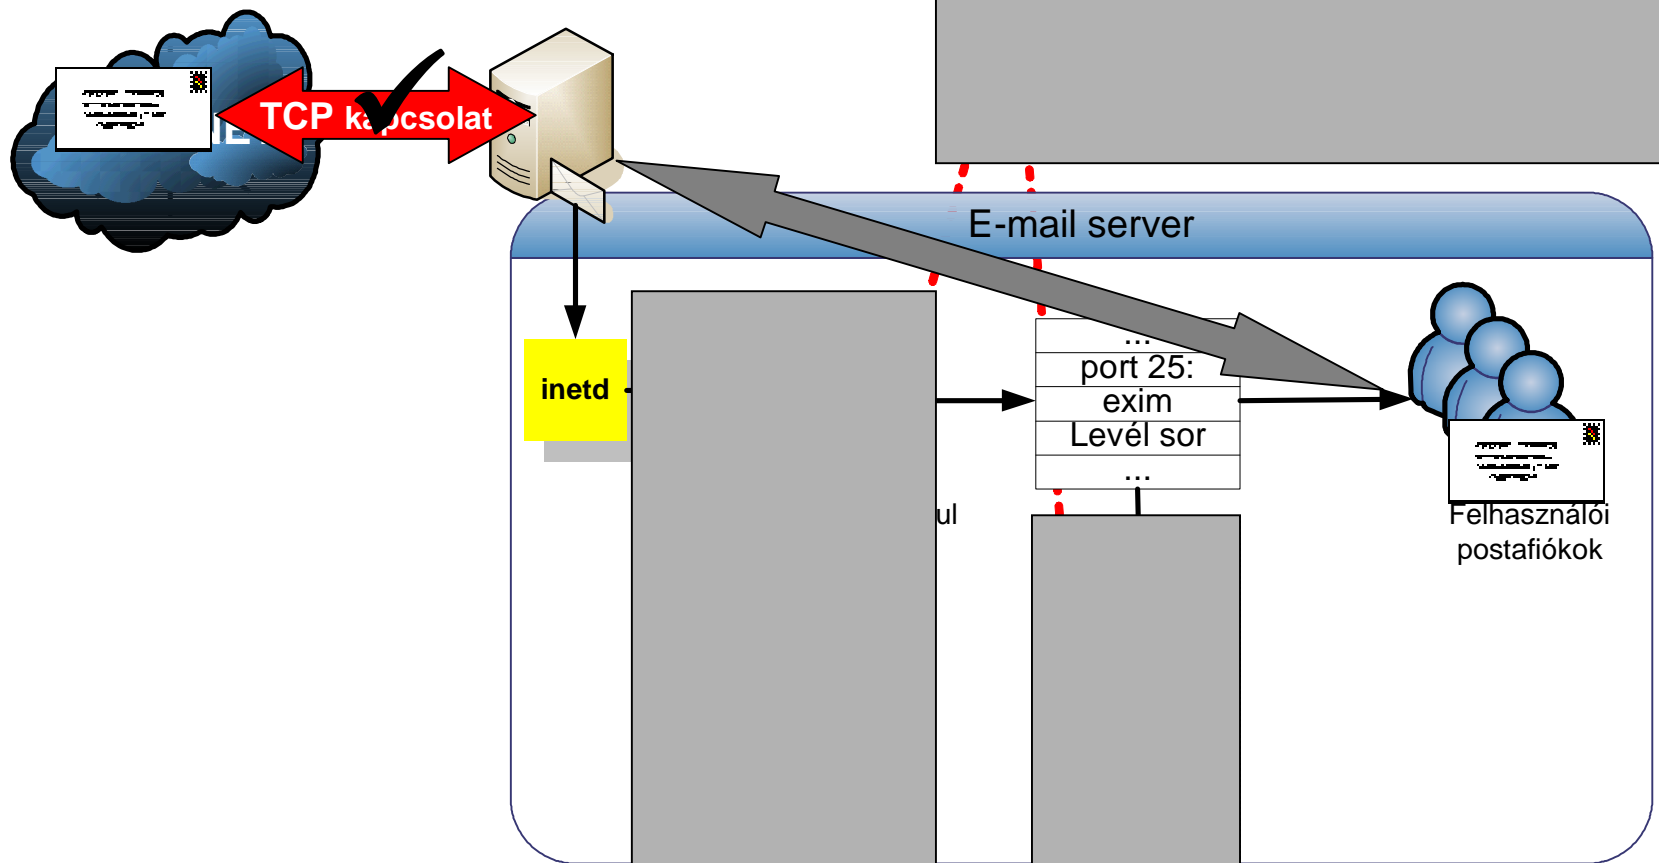 TCP kapcsolat
E-mail server
inetd
...
port 25:
exim
Levél sor
...
ul
Felhasználói
postafiókok